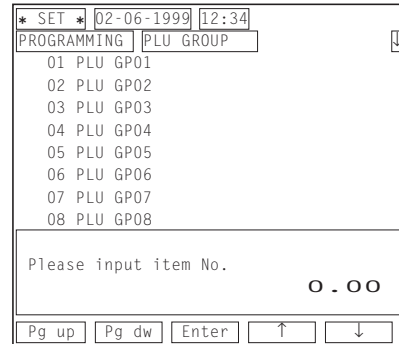 * SET * 02-06-1999 12:34
PROGRAMMING PLU GROUP ↓
01 PLU GP01
02 PLU GP02
03 PLU GP03
04 PLU GP04
05 PLU GP05
06 PLU GP06
07 PLU GP07
08 PLU GP08
Please input item No.
0.00
Pg up Pg dw Enter ↑ ↓